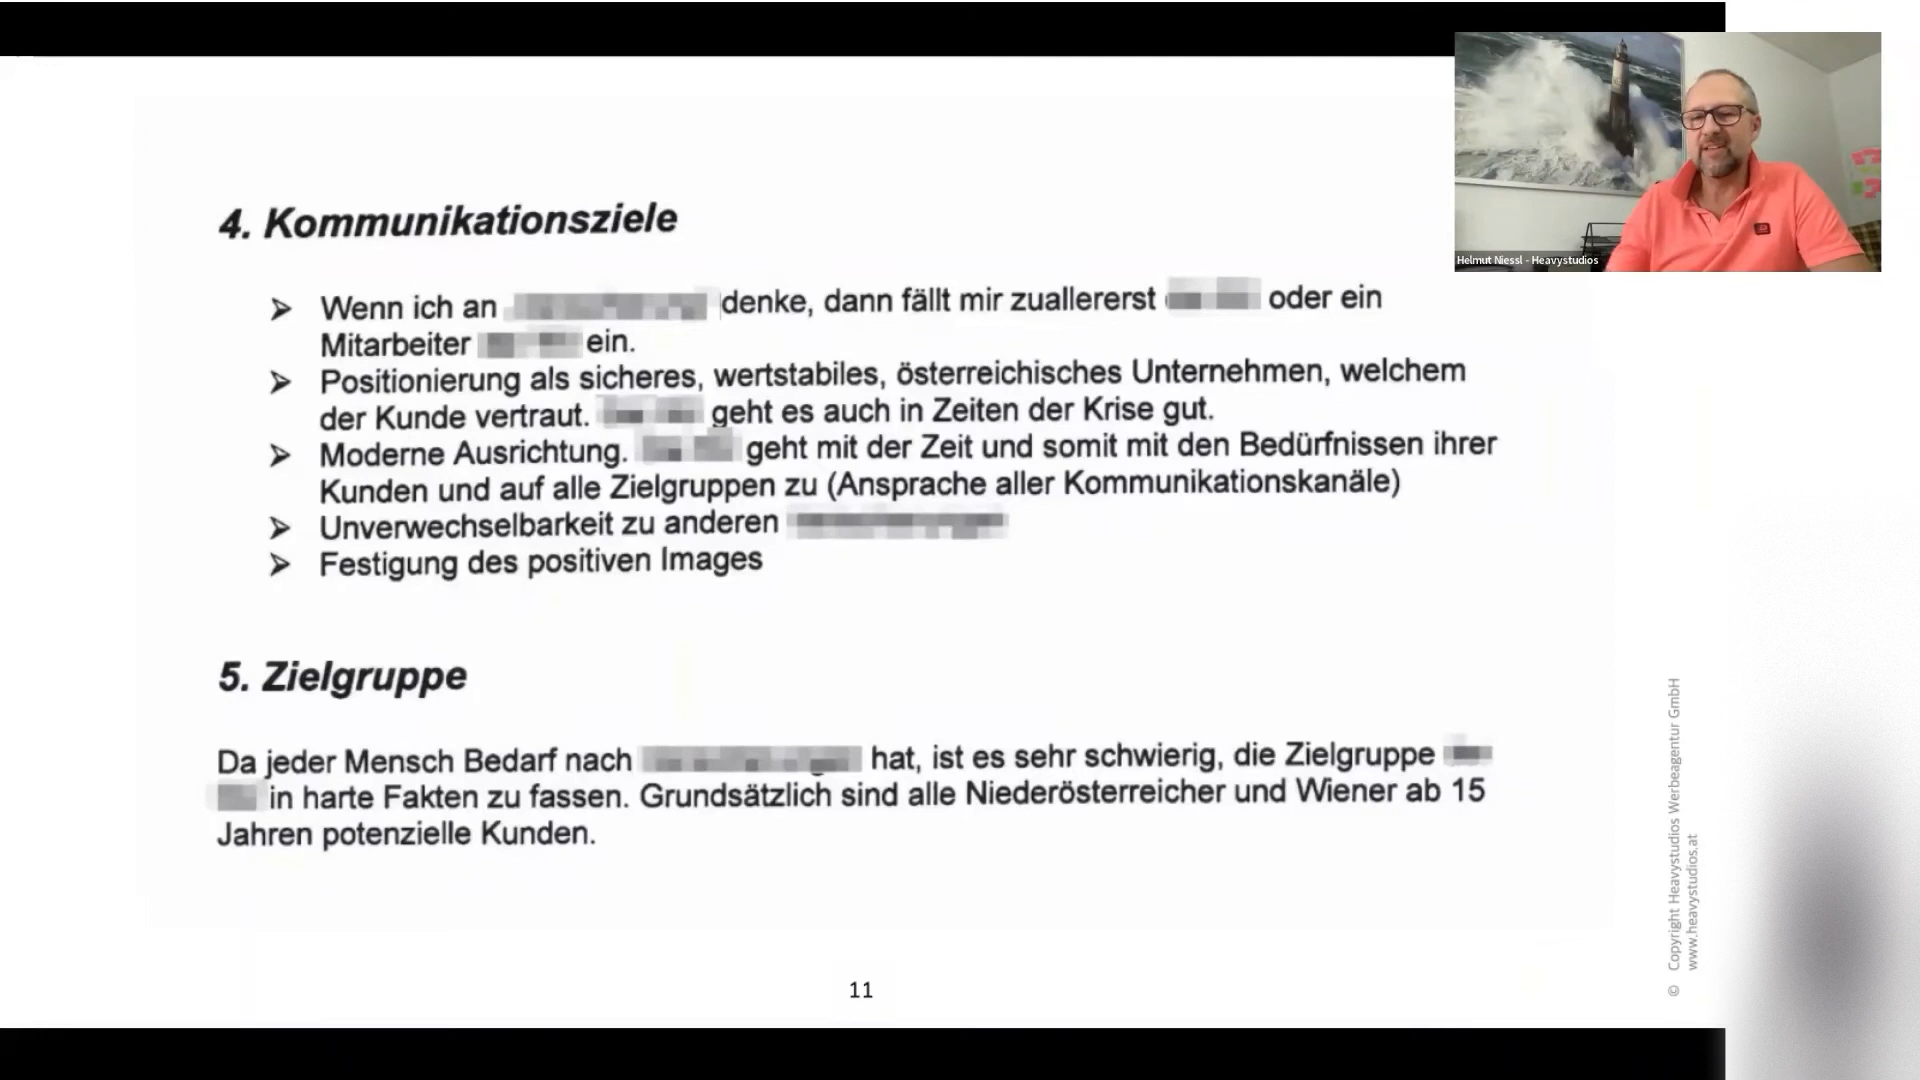 4. Kommunikationsziele
➢ Wenn ich an denke, dann fällt mir zuallererst oder ein
Mitarbeiter ein.
➢ Positionierung als sicheres, wertstabiles, österreichisches Unternehmen, welchem
der Kunde vertraut. geht es auch in Zeiten der Krise gut.
➢ Moderne Ausrichtung. geht mit der Zeit und somit mit den Bedürfnissen ihrer
Kunden und auf alle Zielgruppen zu (Ansprache aller Kommunikationskanäle)
➢ Unverwechselbarkeit zu anderen
➢ Festigung des positiven Images
5. Zielgruppe
Da jeder Mensch Bedarf nach hat, ist es sehr schwierig, die Zielgruppe
in harte Fakten zu fassen. Grundsätzlich sind alle Niederösterreicher und Wiener ab 15
Jahren potenzielle Kunden.
11
Helmut Niessl - Heavystudios
© Copyright Heavystudios Werbeagentur GmbH
www.heavystudios.at